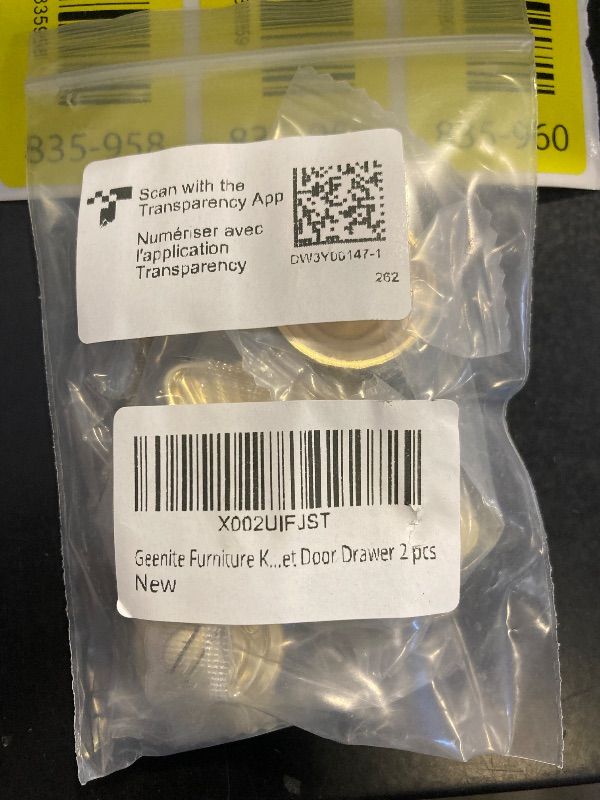 835-958
835-960
Scan with the
Transparency App
Numériser avec
l'application
Transparency
DW3Y00147-1
262
X002UIFJST
Geenite Furniture K...et Door Drawer 2 pcs
New